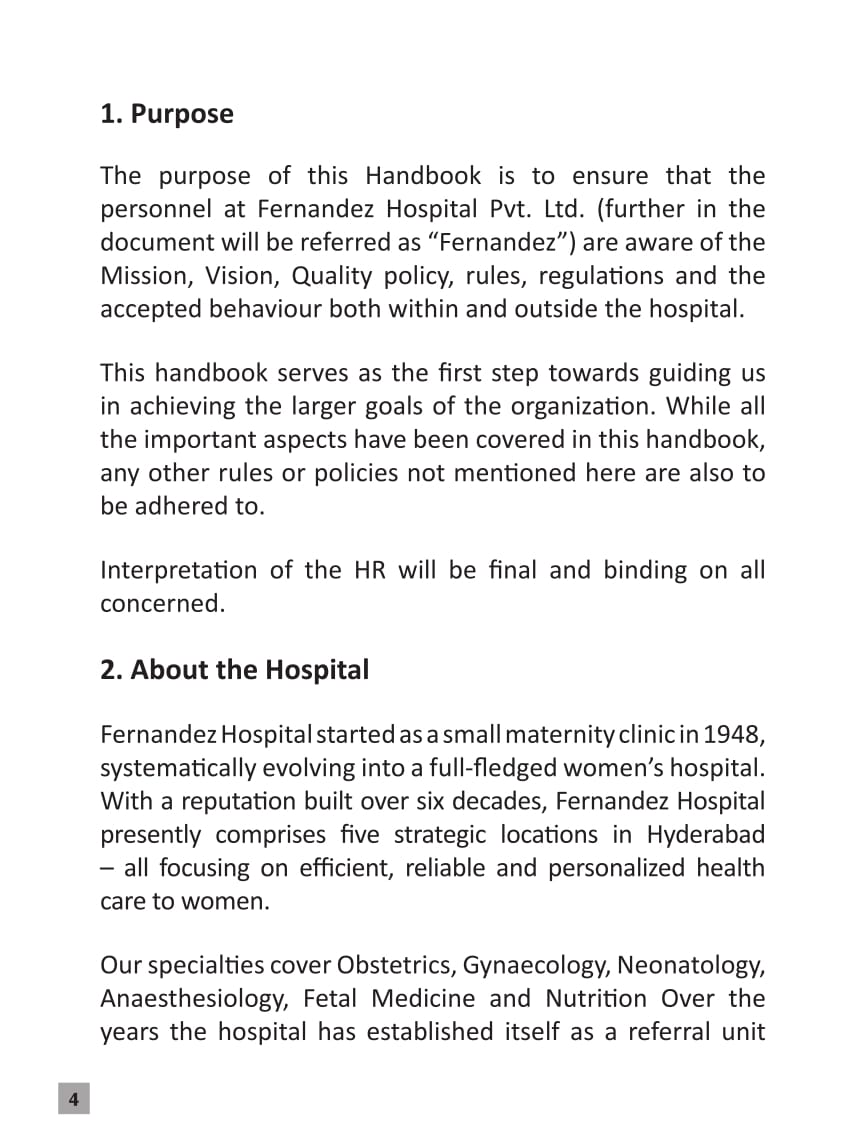 1. Purpose
The purpose of this Handbook is to ensure that the
personnel at Fernandez Hospital Pvt. Ltd. (further in the
document will be referred as “Fernandez”) are aware of the
Mission, Vision, Quality policy, rules, regulations and the
accepted behaviour both within and outside the hospital.
This handbook serves as the first step towards guiding us
in achieving the larger goals of the organization. While all
the important aspects have been covered in this handbook,
any other rules or policies not mentioned here are also to
be adhered to.
Interpretation of the HR will be final and binding on all
concerned.
2. About the Hospital
Fernandez Hospital started as a small maternity clinic in 1948,
systematically evolving into a full-fledged women’s hospital.
With a reputation built over six decades, Fernandez Hospital
presently comprises five strategic locations in Hyderabad
– all focusing on efficient, reliable and personalized health
care to women.
Our specialties cover Obstetrics, Gynaecology, Neonatology,
Anaesthesiology, Fetal Medicine and Nutrition Over the
years the hospital has established itself as a referral unit
4